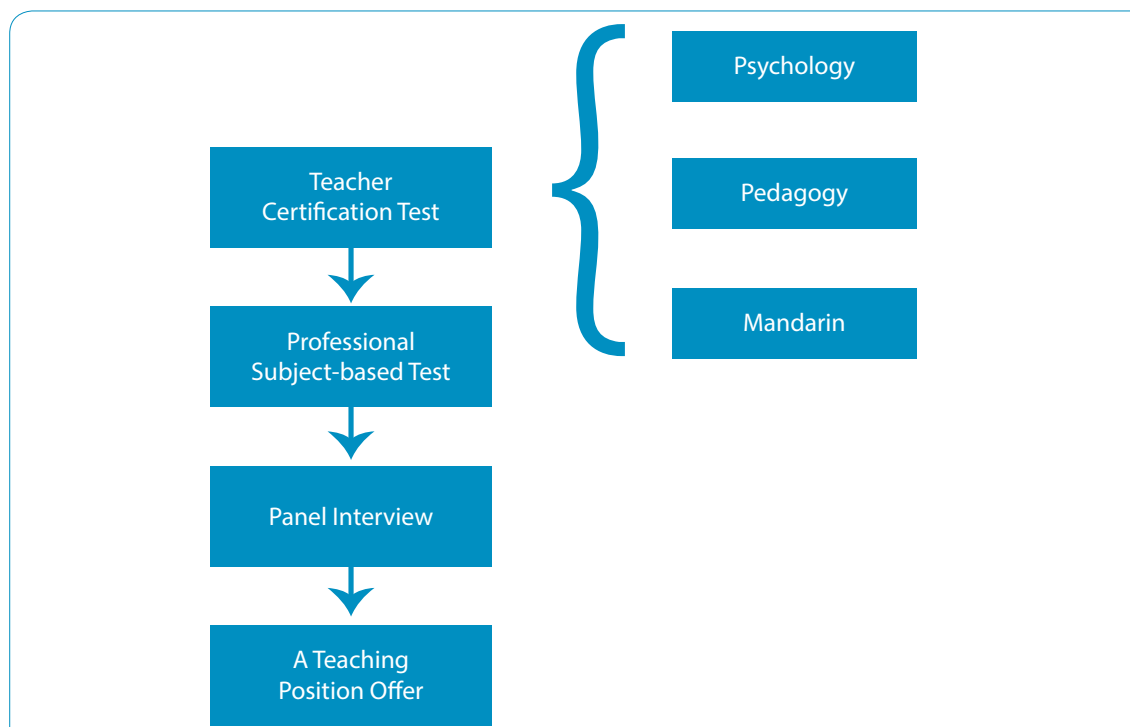 Psychology
Teacher
Certification Test
Pedagogy
Mandarin
Professional
Subject-based Test
Panel Interview
A Teaching
Position Offer